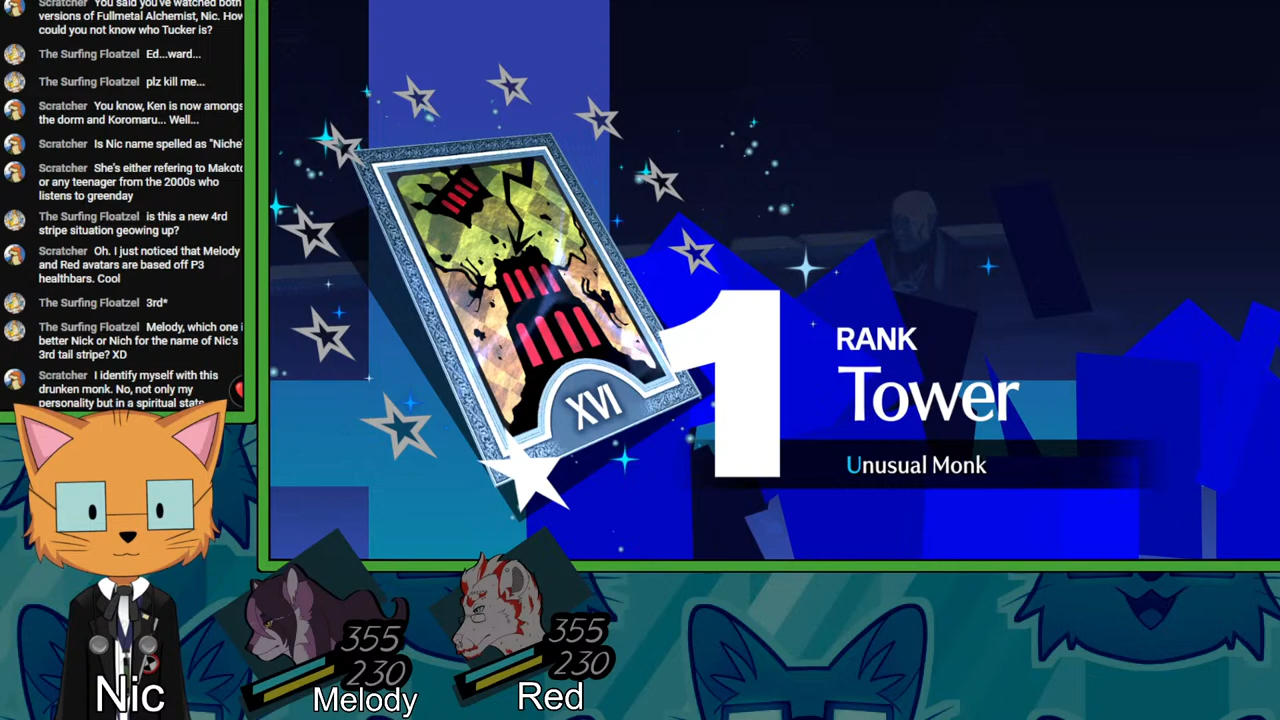 Scratcher You said you've watched both
versions of Fullmetal Alchemist, Nic. How
could you not know who Tucker is?
The Surfing Floatzel Ed...ward...
The Surfing Floatzel plz kill me...
Scratcher You know, Ken is now amongs
the dorm and Koromaru... Well...
Scratcher Is Nic name spelled as "Niche"
Scratcher She's either refering to Makoto
or any teenager from the 2000s who
listens to greenday
The Surfing Floatzel is this a new 4rd
stripe situation geowing up?
Scratcher Oh. I just noticed that Melody
and Red avatars are based off P3
healthbars. Cool
The Surfing Floatzel 3rd*
The Surfing Floatzel Melody, which one i
better Nick or Nich for the name of Nic's
3rd tail stripe? XD
Scratcher I identify myself with this
drunken monk. No, not only my
personality but in a spiritual state
XVI
1
RANK
Tower
Unusual Monk
355
230
355
230
Nic
Melody
Red